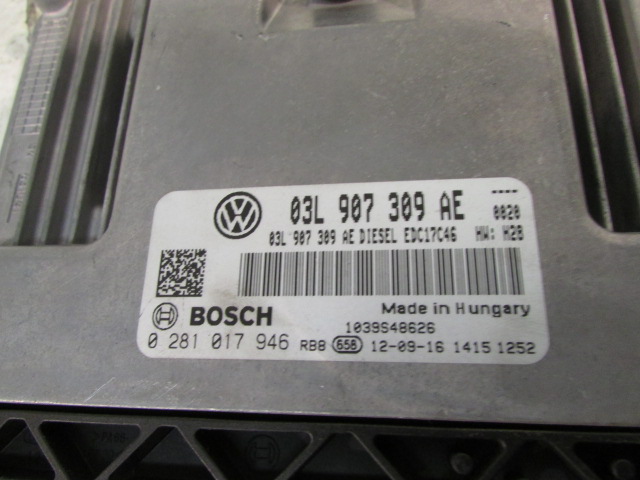 03L 907 309 AE ----
0020
03L 907 309 AE DIESEL EDC17C46 HW: H28
BOSCH Made in Hungary
1039S48626
0 281 017 946 RB8 658 12-09-16 1415 1252